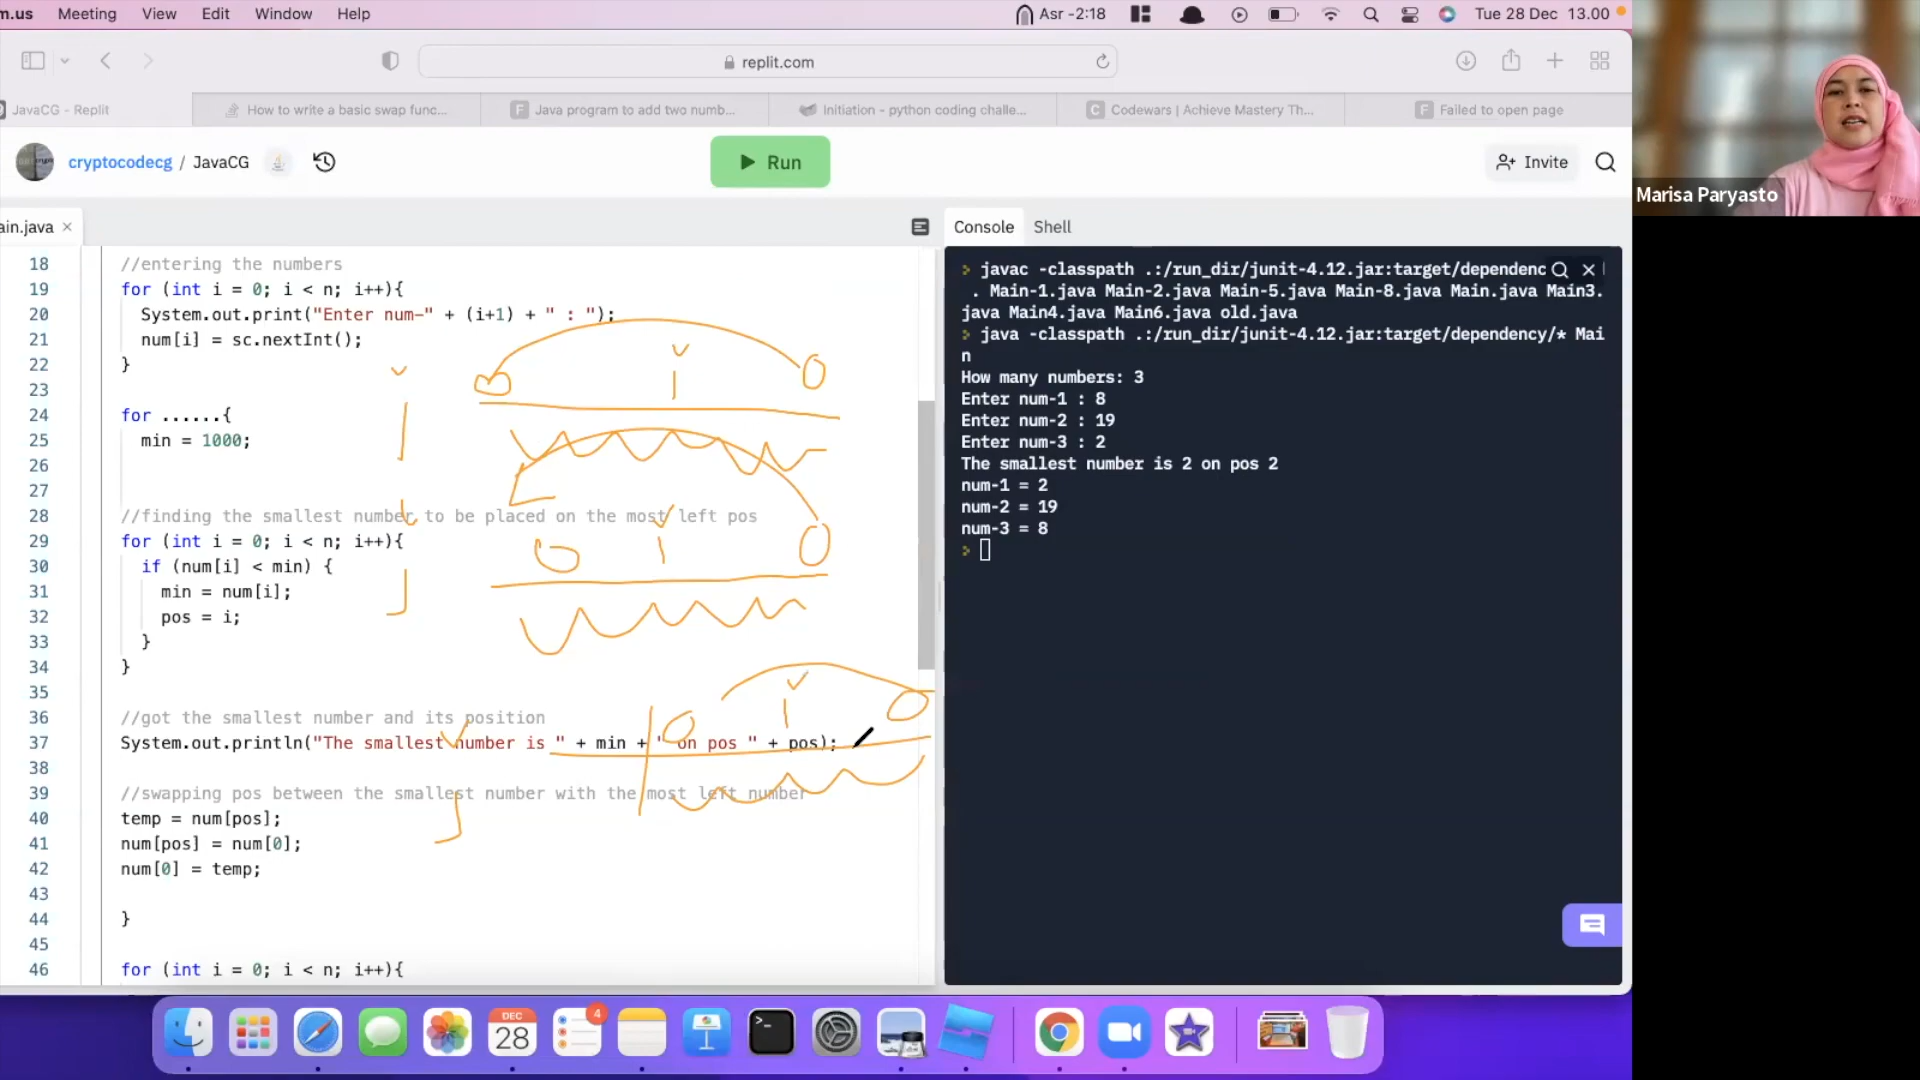 m.us Meeting View Edit Window Help Asr -2:18 Tue 28 Dec 13.00
replit.com
JavaCG - Replit How to write a basic swap func... Java program to add two numb... Initiation - python coding challe... Codewars | Achieve Mastery Th... Failed to open page
cryptocodecg / JavaCG Run Invite
Marisa Paryasto
ain.java Console Shell
18 //entering the numbers
19 for (int i = 0; i < n; i++){
20 System.out.print("Enter num-" + (i+1) + " : ");
21 num[i] = sc.nextInt();
22 }
23
24 for ......{
25 min = 1000;
26
27
28 //finding the smallest number to be placed on the most left pos
29 for (int i = 0; i < n; i++){
30 if (num[i] < min) {
31 min = num[i];
32 pos = i;
33 }
34 }
35
36 //got the smallest number and its position
37 System.out.println("The smallest number is " + min + " on pos " + pos);
38
39 //swapping pos between the smallest number with the most left number
40 temp = num[pos];
41 num[pos] = num[0];
42 num[0] = temp;
43
44 }
45
46 for (int i = 0; i < n; i++){
javac -classpath .:/run_dir/junit-4.12.jar:target/dependenc
. Main-1.java Main-2.java Main-5.java Main-8.java Main.java Main3.
java Main4.java Main6.java old.java
java -classpath .:/run_dir/junit-4.12.jar:target/dependency/* Mai
n
How many numbers: 3
Enter num-1 : 8
Enter num-2 : 19
Enter num-3 : 2
The smallest number is 2 on pos 2
num-1 = 2
num-2 = 19
num-3 = 8
DEC
28
4